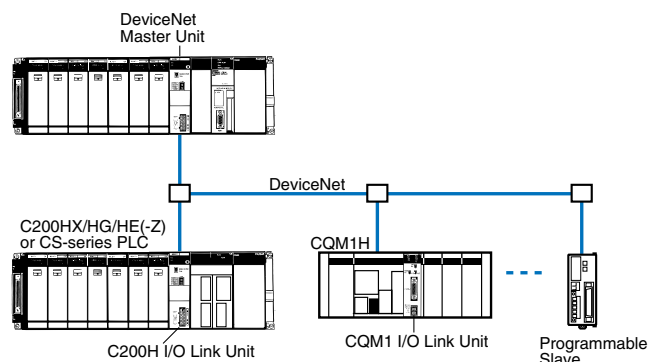 DeviceNet
Master Unit
DeviceNet
C200HX/HG/HE(-Z)
or CS-series PLC
CQM1H
C200H I/O Link Unit
CQM1 I/O Link Unit
Programmable
Slave